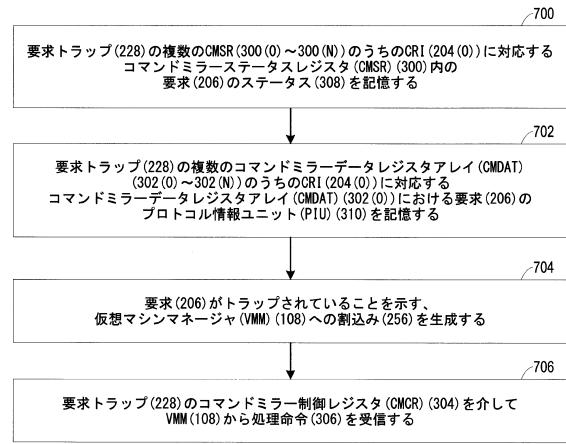 700
要求トラップ(228)の複数のCMSR(300(0)～300(N))のうちのCRI(204(0))に対応する
コマンドミラーステータスレジスタ(CMSR)(300)内の
要求(206)のステータス(308)を記憶する
702
要求トラップ(228)の複数のコマンドミラーデータレジスタアレイ(CMDAT)
(302(0)～302(N))のうちのCRI(204(0))に対応する
コマンドミラーデータレジスタアレイ(CMDAT)(302(0))における要求(206)の
プロトコル情報ユニット(PIU)(310)を記憶する
704
要求(206)がトラップされていることを示す、
仮想マシンマネージャ(VMM)(108)への割込み(256)を生成する
706
要求トラップ(228)のコマンドミラー制御レジスタ(CMCR)(304)を介して
VMM(108)から処理命令(306)を受信する